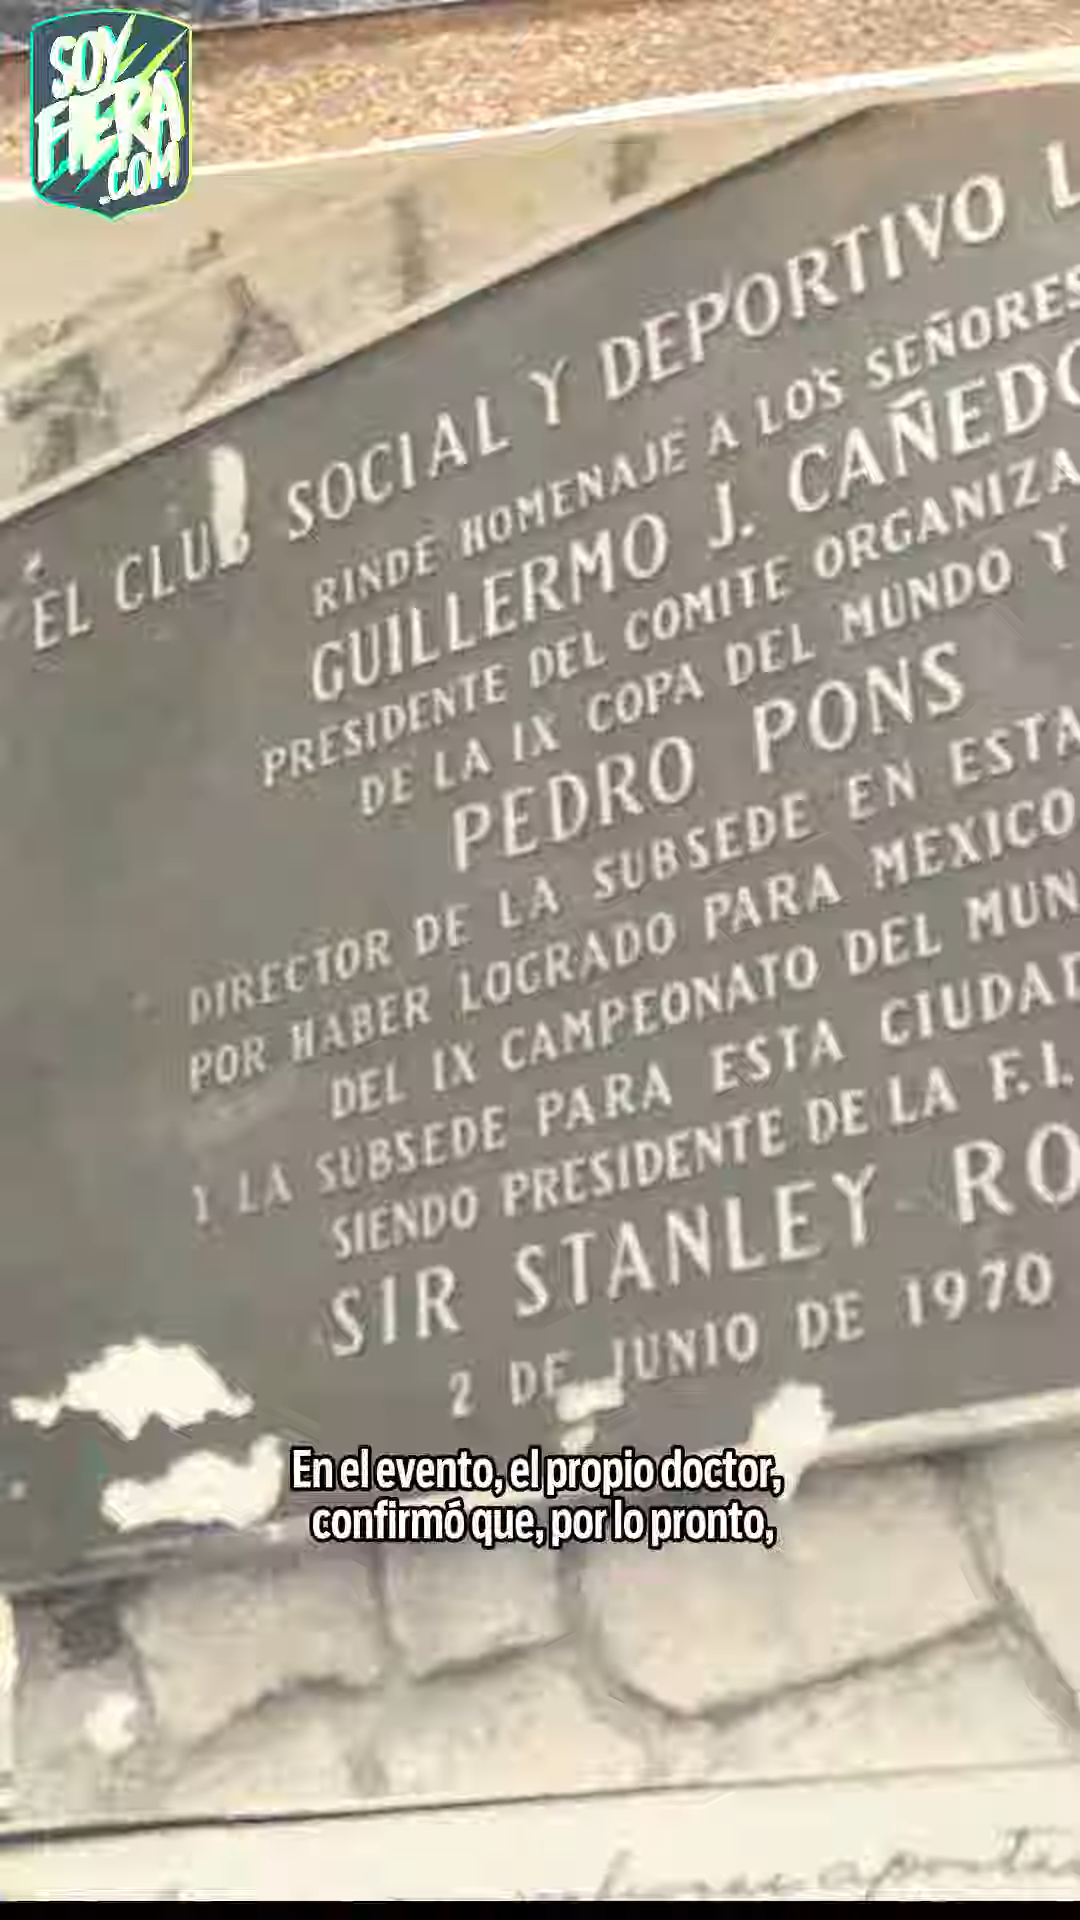 SOY
FIERA
.COM
EL CLUB SOCIAL Y DEPORTIVO L
RINDE HOMENAJE A LOS SEÑORES
GUILLERMO J. CAÑEDO
PRESIDENTE DEL COMITE ORGANIZA
DE LA IX COPA DEL MUNDO Y
PEDRO PONS
DIRECTOR DE LA SUBSEDE EN ESTA
POR HABER LOGRADO PARA MEXICO
DEL IX CAMPEONATO DEL MUN
Y LA SUBSEDE PARA ESTA CIUDAD
SIENDO PRESIDENTE DE LA F.I.
SIR STANLEY RO
2 DE JUNIO DE 1970
En el evento, el propio doctor,
confirmó que, por lo pronto,